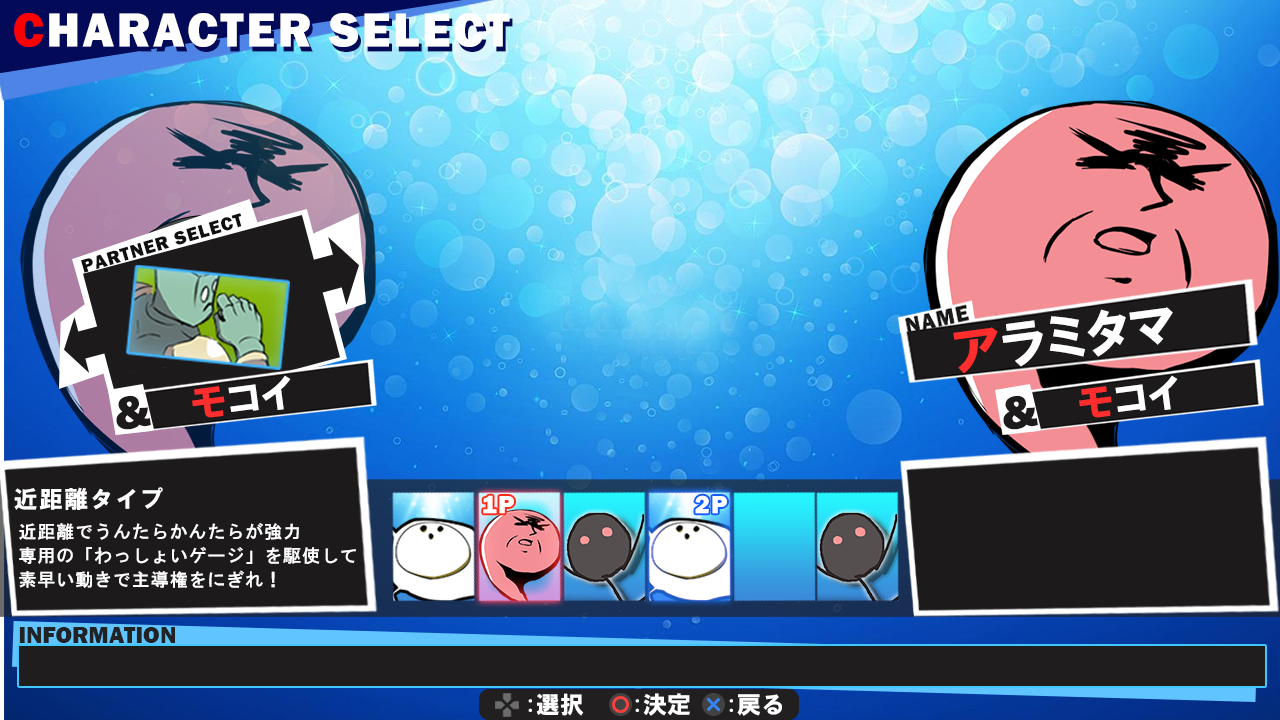 CHARACTER SELECT
PARTNER SELECT
& モコイ
NAME
アラミタマ
& モコイ
近距離タイプ
近距離でうんたらかんたらが強力
専用の「わっしょいゲージ」を駆使して
素早い動きで主導権をにぎれ！
1P
2P
INFORMATION
:選択 :決定 :戻る